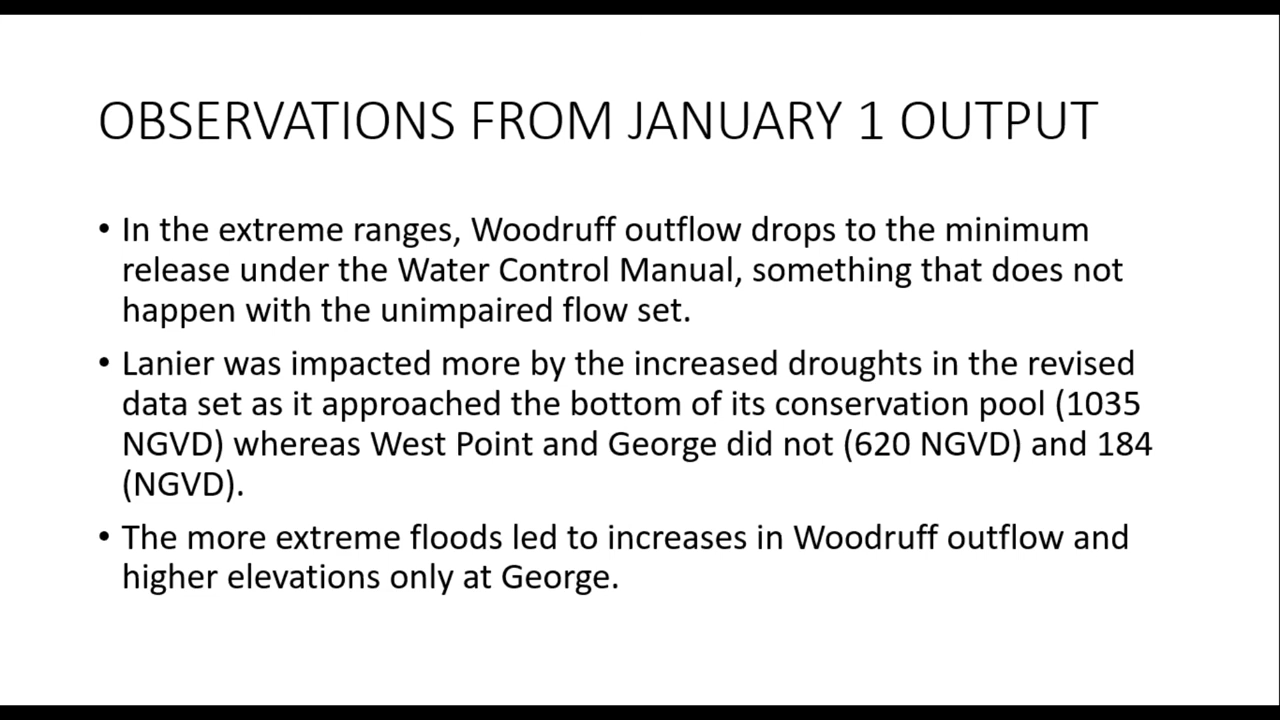 OBSERVATIONS FROM JANUARY 1 OUTPUT
• In the extreme ranges, Woodruff outflow drops to the minimum
release under the Water Control Manual, something that does not
happen with the unimpaired flow set.
• Lanier was impacted more by the increased droughts in the revised
data set as it approached the bottom of its conservation pool (1035
NGVD) whereas West Point and George did not (620 NGVD) and 184
(NGVD).
• The more extreme floods led to increases in Woodruff outflow and
higher elevations only at George.